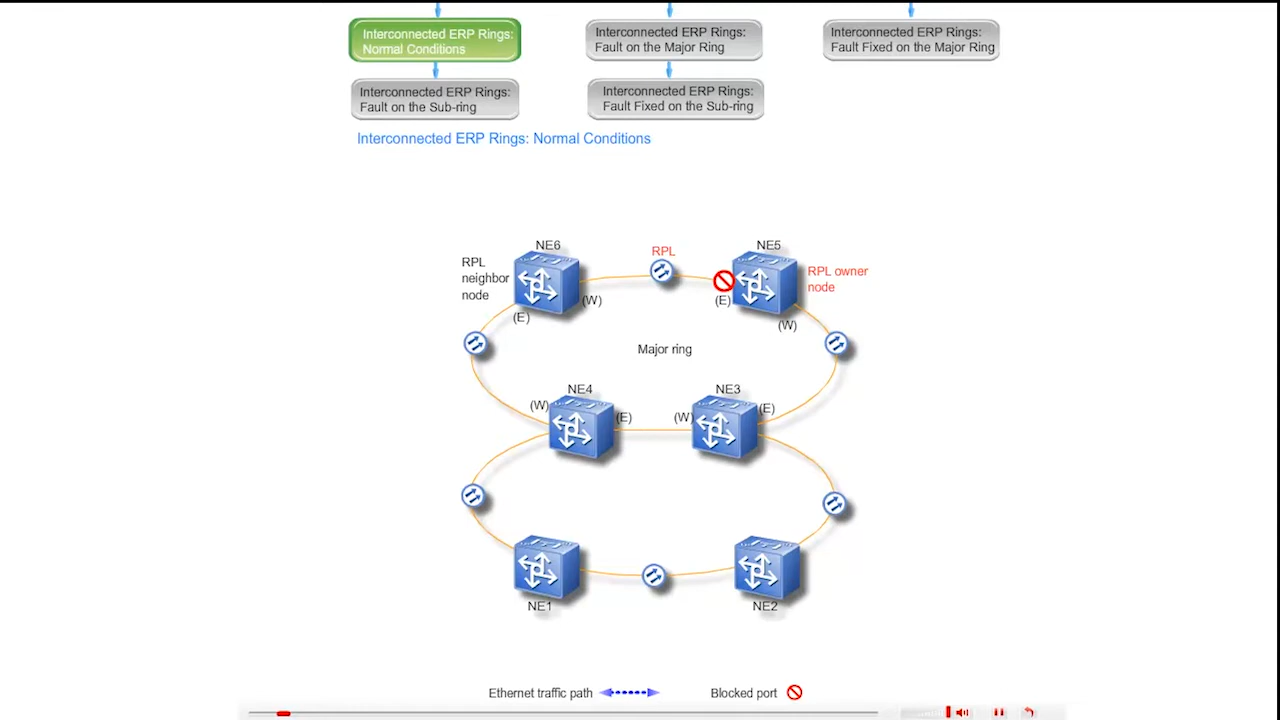 Interconnected ERP Rings:
Normal Conditions
Interconnected ERP Rings:
Fault on the Major Ring
Interconnected ERP Rings:
Fault Fixed on the Major Ring
Interconnected ERP Rings:
Fault on the Sub-ring
Interconnected ERP Rings:
Fault Fixed on the Sub-ring
Interconnected ERP Rings: Normal Conditions
NE6
RPL
NE5
RPL
neighbor
node
RPL owner
node
(W)
(E)
(E)
(W)
Major ring
NE4
NE3
(W)
(E)
(W)
(E)
NE1
NE2
Ethernet traffic path
Blocked port